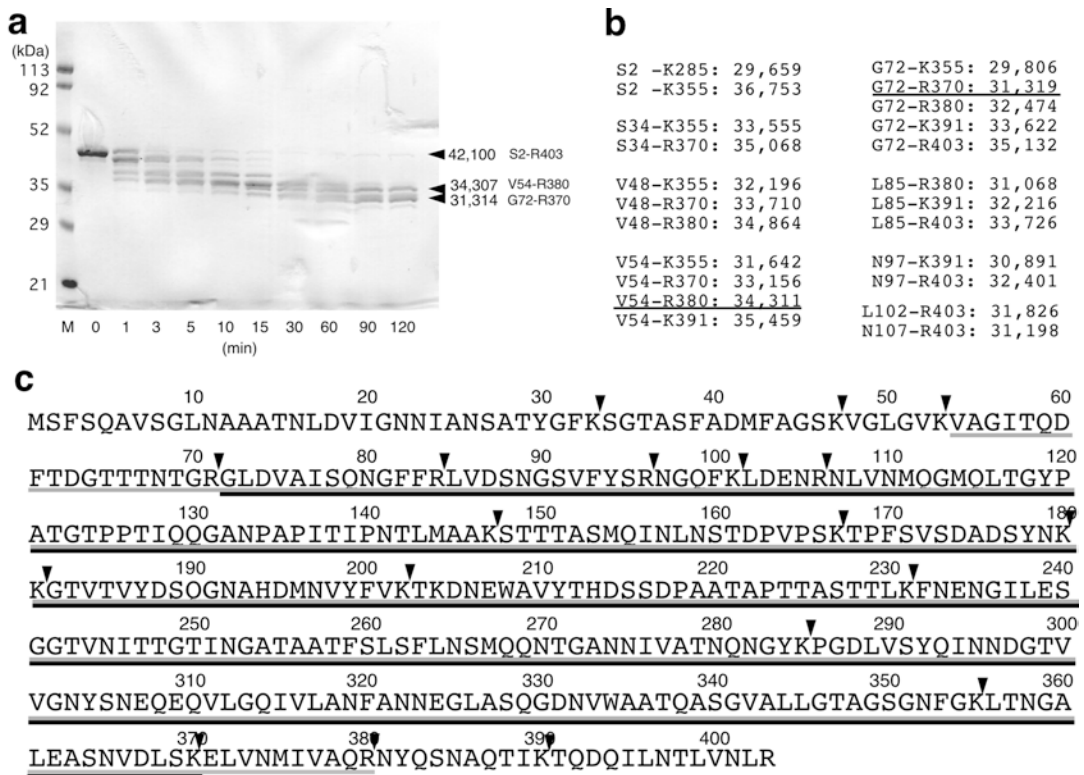 a
(kDa)
113
92
52
35
29
21
42,100 S2-R403
34,307 V54-R380
31,314 G72-R370
M 0 1 3 5 10 15 30 60 90 120
(min)
b
S2 -K285: 29,659
S2 -K355: 36,753
S34-K355: 33,555
S34-R370: 35,068
V48-K355: 32,196
V48-R370: 33,710
V48-R380: 34,864
V54-K355: 31,642
V54-R370: 33,156
V54-R380: 34,311
V54-K391: 35,459
G72-K355: 29,806
G72-R370: 31,319
G72-R380: 32,474
G72-K391: 33,622
G72-R403: 35,132
L85-R380: 31,068
L85-K391: 32,216
L85-R403: 33,726
N97-K391: 30,891
N97-R403: 32,401
L102-R403: 31,826
N107-R403: 31,198
c
10 20 30 40 50 60
MSFSQAVSGLNAAATNLDVIGNNIANSATYGFKSGTASFADMFAGSKVGLGVKVAGITQD
70 80 90 100 110 120
FTDGTTTNTGRGLDVAISQNGFFRLVDSNGSVFYSRNGQFKLDENRNLVNMQGMQLTGYP
130 140 150 160 170 180
ATGTPPTIQQGANPAPITIPNTLMAAKSTTTASMQINLNSTDPVPSKTPFSVSDADSYNK
190 200 210 220 230 240
KGTVTVYDSQGNAHDMNVYFVKTKDNEWAVYTHDSSDPAATAPTTASTTLKFNENGILES
250 260 270 280 290 300
GGTVNITTGTINGATAATFSLSFLNSMQQNTGANNIVATNQNGYKPGDLVSYQINNDGTV
310 320 330 340 350 360
VGNYSNEQEQVLGQIVLANFANNEGLASQGDNVWAATQASGVALLGTAGSGNFGKLTNGA
370 380 390 400
LEASNVDLSKELVNMIVAQRNYQSNAQTIKTQDQILNTLVNLR